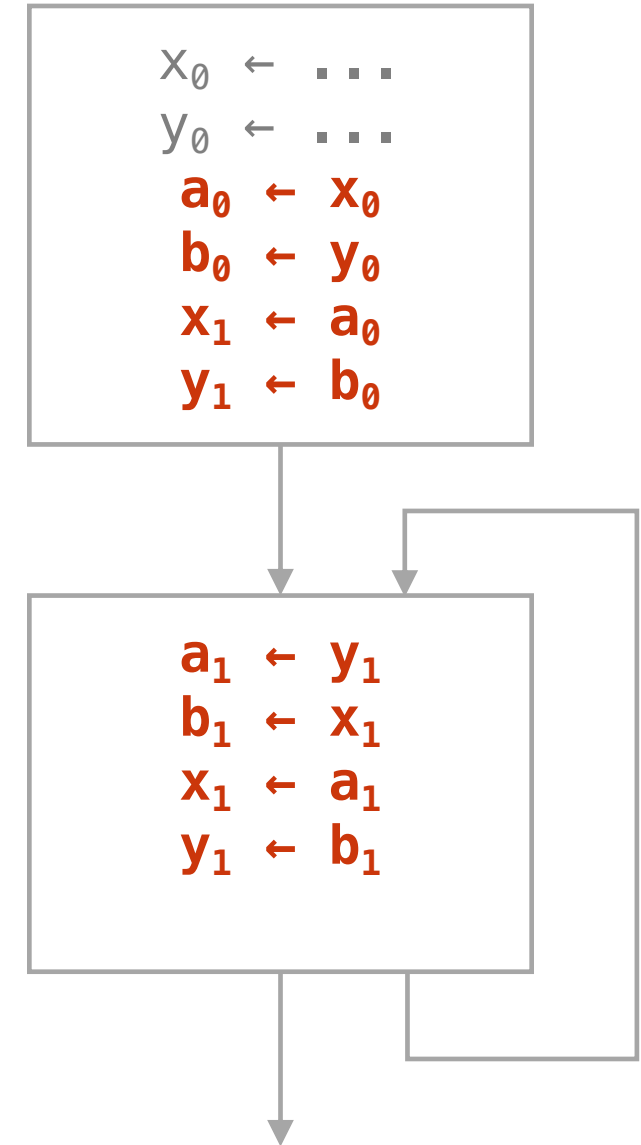 x₀ ← ...
y₀ ← ...
a₀ ← x₀
b₀ ← y₀
x₁ ← a₀
y₁ ← b₀
a₁ ← y₁
b₁ ← x₁
x₁ ← a₁
y₁ ← b₁